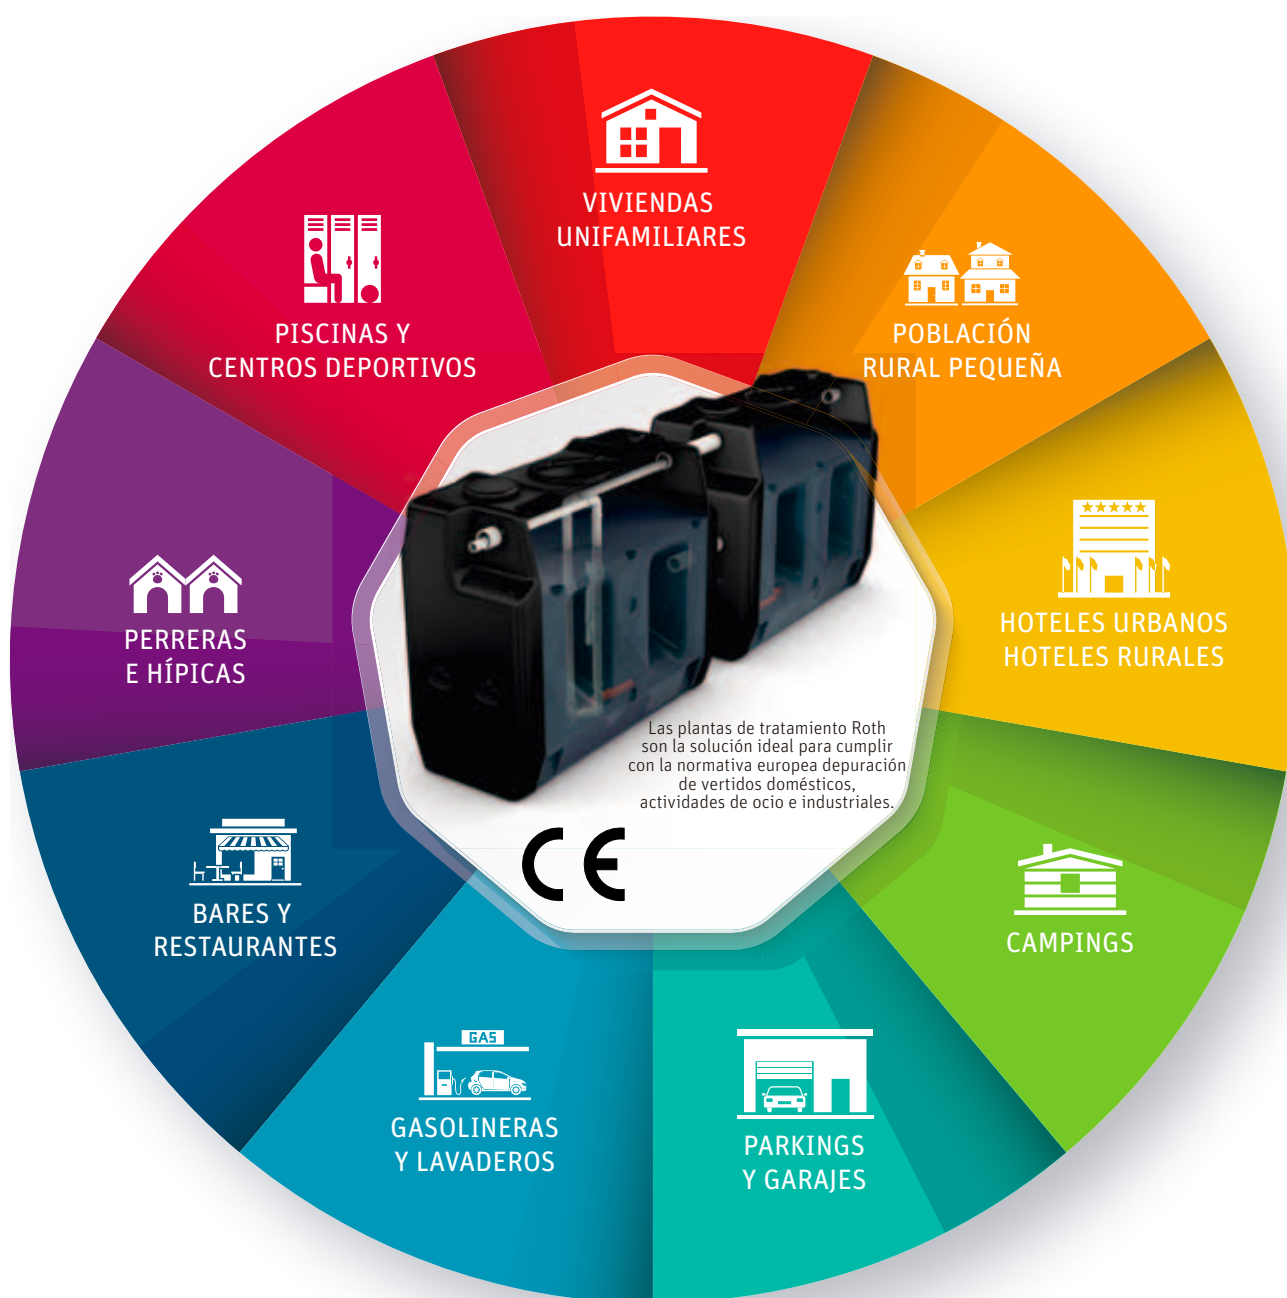 VIVIENDAS
UNIFAMILIARES
POBLACIÓN
RURAL PEQUEÑA
HOTELES URBANOS
HOTELES RURALES
CAMPINGS
PARKINGS
Y GARAJES
GAS
GASOLINERAS
Y LAVADEROS
BARES Y
RESTAURANTES
PERRERAS
E HÍPICAS
PISCINAS Y
CENTROS DEPORTIVOS
Las plantas de tratamiento Roth
son la solución ideal para cumplir
con la normativa europea depuración
de vertidos domésticos,
actividades de ocio e industriales.
CE